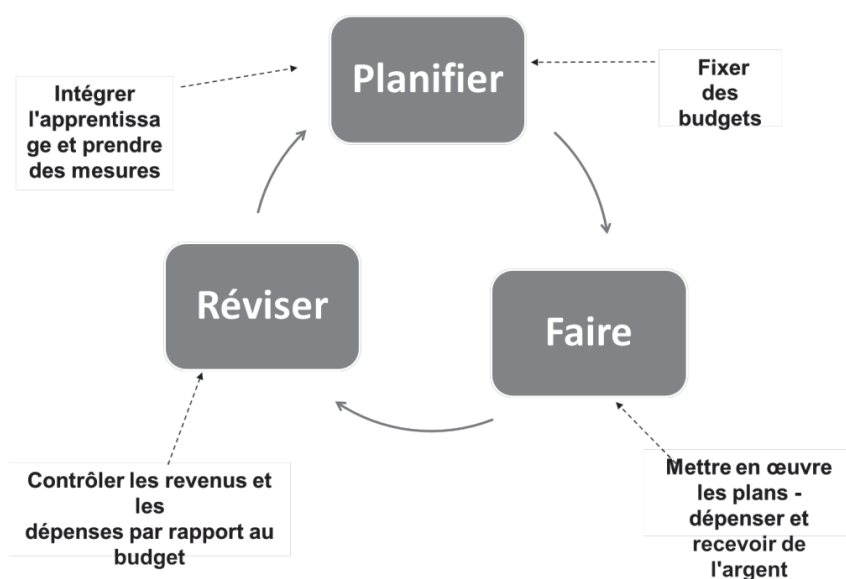 Planifier
Fixer
des
budgets
Intégrer
l'apprentissa
ge et prendre
des mesures
Réviser
Faire
Contrôler les revenus et
les
dépenses par rapport au
budget
Mettre en œuvre
les plans -
dépenser et
recevoir de
l'argent